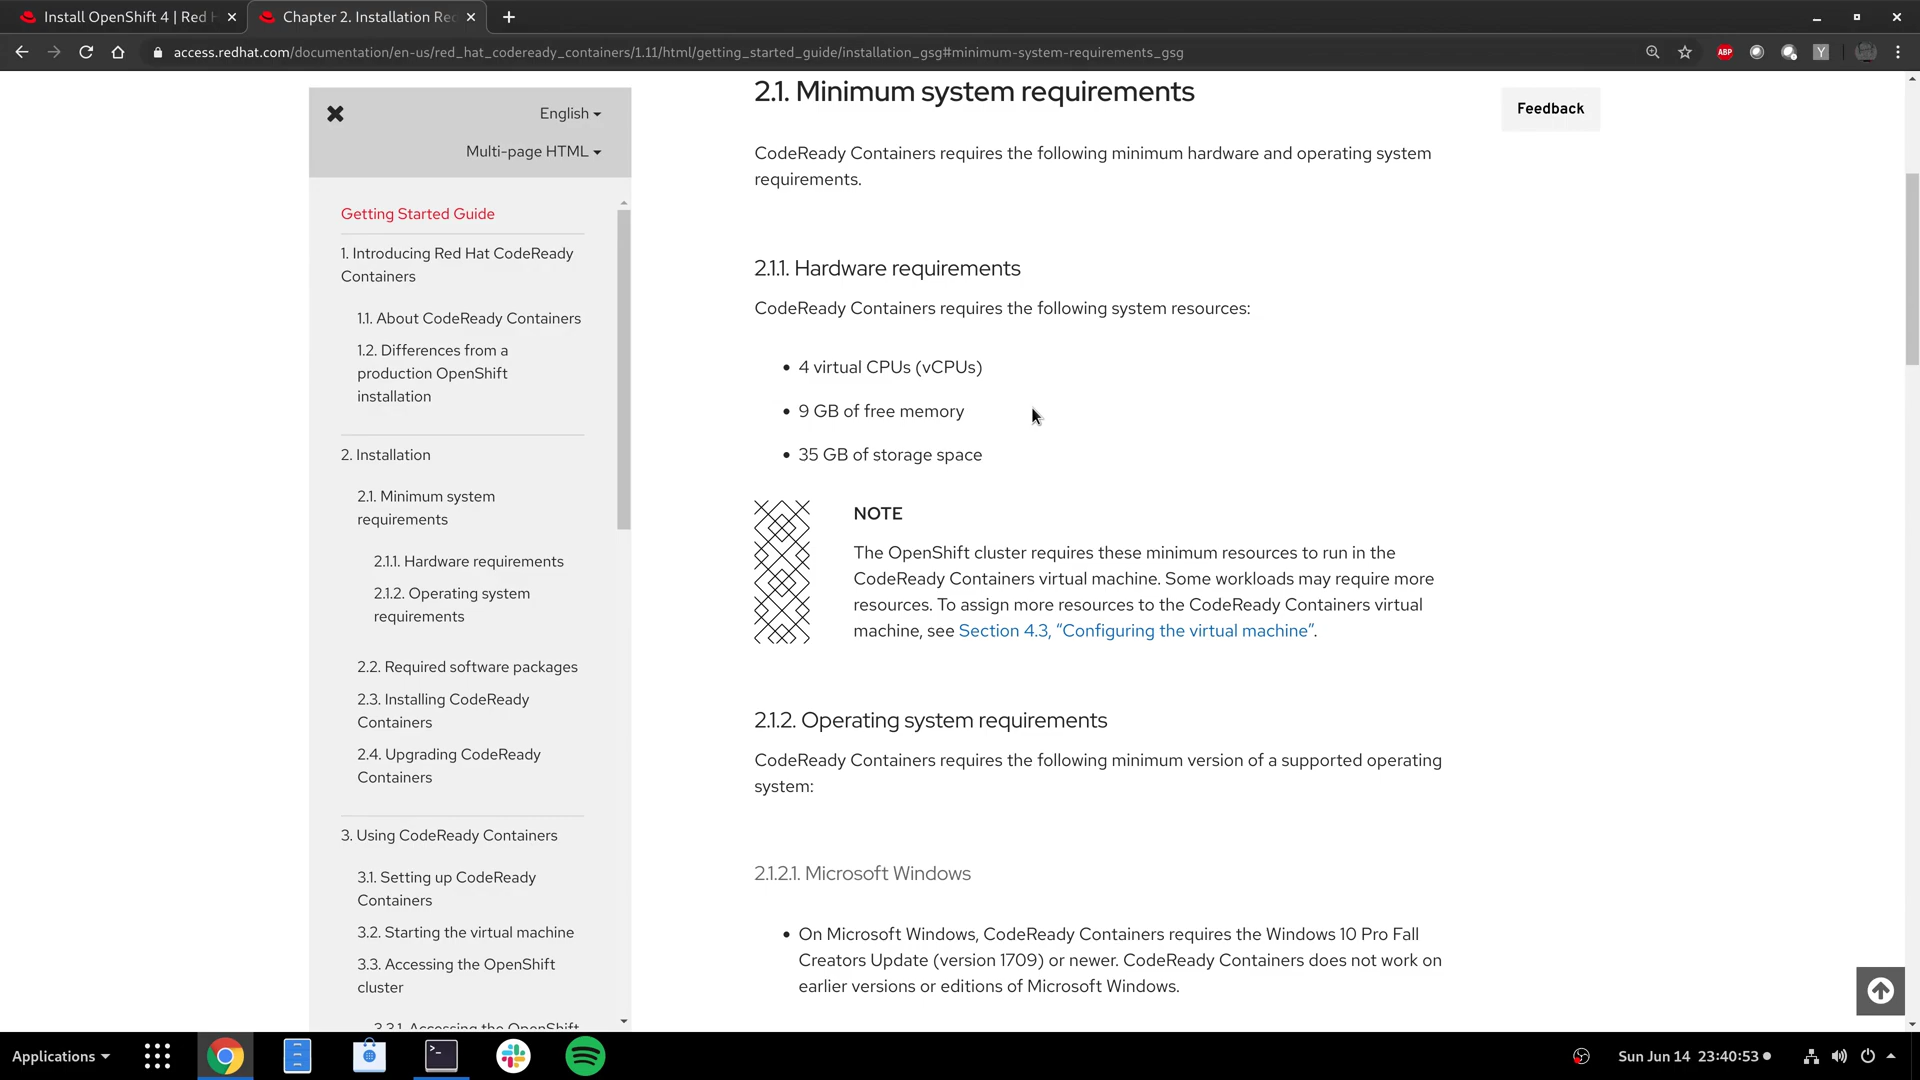 Install OpenShift 4 | Red H
Chapter 2. Installation Re
access.redhat.com/documentation/en-us/red_hat_codeready_containers/1.11/html/getting_started_guide/installation_gsg#minimum-system-requirements_gsg
ABP
Y
English
Multi-page HTML
Getting Started Guide
1. Introducing Red Hat CodeReady
Containers
1.1. About CodeReady Containers
1.2. Differences from a
production OpenShift
installation
2. Installation
2.1. Minimum system
requirements
2.1.1. Hardware requirements
2.1.2. Operating system
requirements
2.2. Required software packages
2.3. Installing CodeReady
Containers
2.4. Upgrading CodeReady
Containers
3. Using CodeReady Containers
3.1. Setting up CodeReady
Containers
3.2. Starting the virtual machine
3.3. Accessing the OpenShift
cluster
3.3.1. Accessing the OpenShift
2.1. Minimum system requirements
CodeReady Containers requires the following minimum hardware and operating system
requirements.
2.1.1. Hardware requirements
CodeReady Containers requires the following system resources:
• 4 virtual CPUs (vCPUs)
• 9 GB of free memory
• 35 GB of storage space
NOTE
The OpenShift cluster requires these minimum resources to run in the
CodeReady Containers virtual machine. Some workloads may require more
resources. To assign more resources to the CodeReady Containers virtual
machine, see Section 4.3, “Configuring the virtual machine”.
2.1.2. Operating system requirements
CodeReady Containers requires the following minimum version of a supported operating
system:
2.1.2.1. Microsoft Windows
• On Microsoft Windows, CodeReady Containers requires the Windows 10 Pro Fall
Creators Update (version 1709) or newer. CodeReady Containers does not work on
earlier versions or editions of Microsoft Windows.
Feedback
Applications
Sun Jun 14 23:40:53